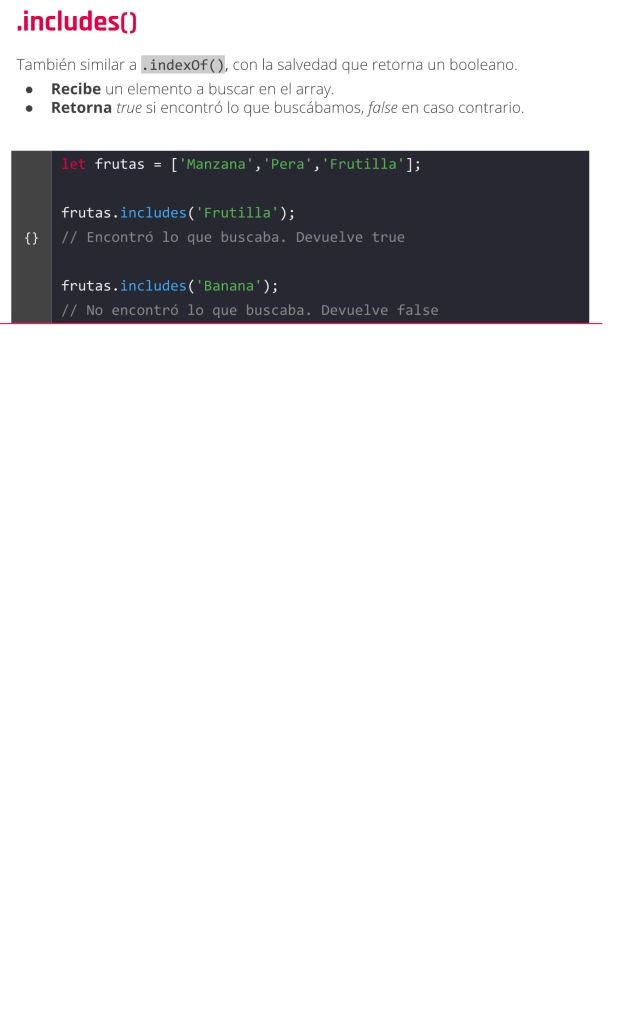 .includes()
También similar a .indexOf(), con la salvedad que retorna un booleano.
● Recibe un elemento a buscar en el array.
● Retorna true si encontró lo que buscábamos, false en caso contrario.
let frutas = ['Manzana','Pera','Frutilla'];
frutas.includes('Frutilla');
{} // Encontró lo que buscaba. Devuelve true
frutas.includes('Banana');
// No encontró lo que buscaba. Devuelve false